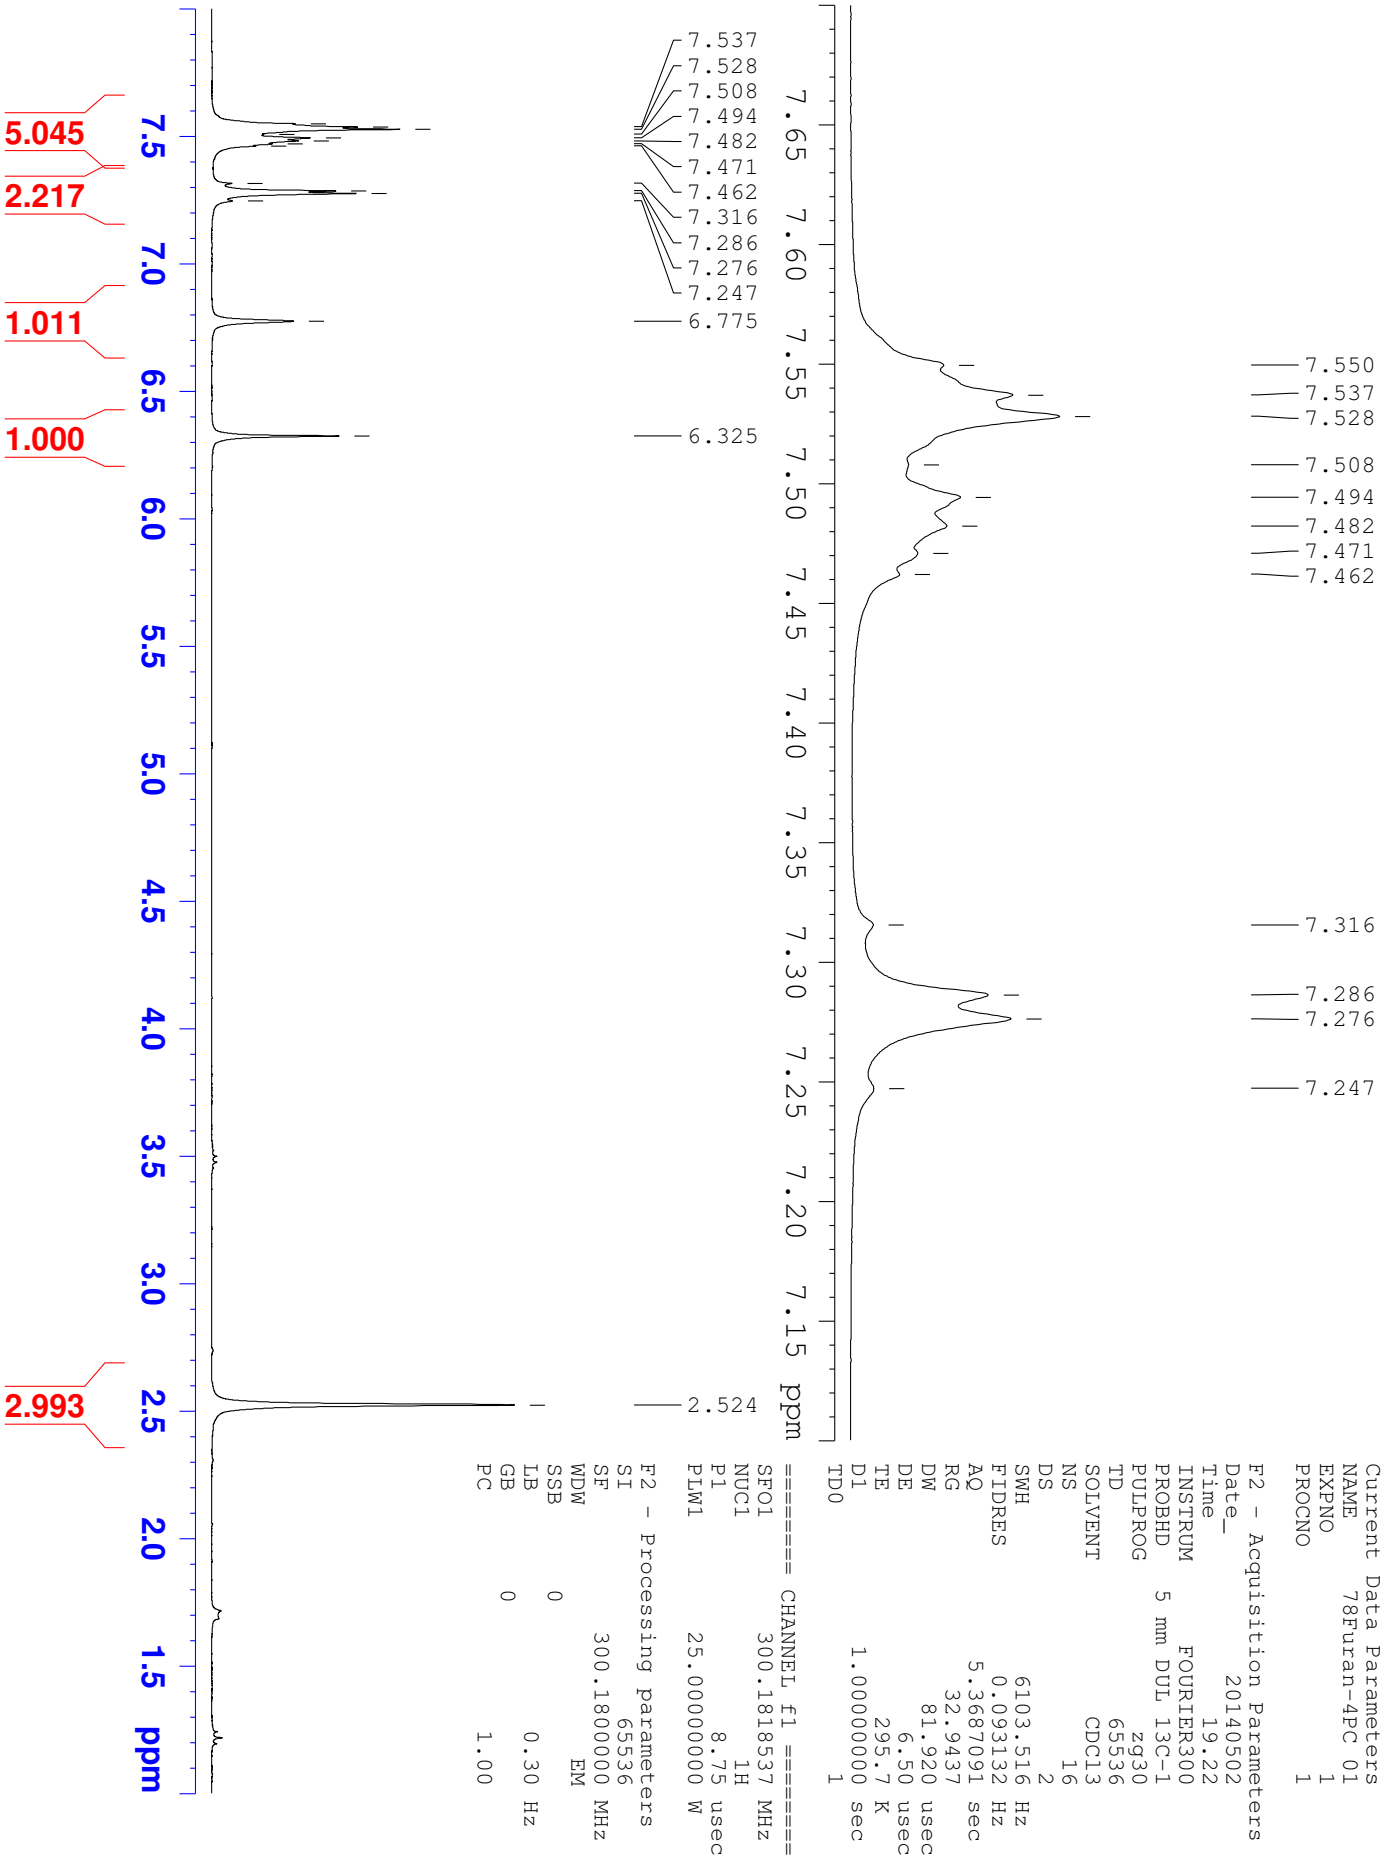 Current Data Parameters
NAME 78Furan-4PC 01
EXPNO 1
PROCNO 1
F2 - Acquisition Parameters
Date_ 20140502
Time 19.22
INSTRUM FOURIER300
PROBHD 5 mm DUL 13C-1
PULPROG zg30
TD 65536
SOLVENT CDCl3
NS 16
DS 2
SWH 6103.516 Hz
FIDRES 0.093132 Hz
AQ 5.3687091 sec
RG 32.9437
DW 81.920 usec
DE 6.50 usec
TE 295.7 K
D1 1.00000000 sec
TD0 1
======== CHANNEL f1 ========
SFO1 300.1818537 MHz
NUC1 1H
P1 8.75 usec
PLW1 25.00000000 W
F2 - Processing parameters
SI 65536
SF 300.1800000 MHz
WDW EM
SSB 0
LB 0.30 Hz
GB 0
PC 1.00
7.550
7.537
7.528
7.508
7.494
7.482
7.471
7.462
7.316
7.286
7.276
7.247
7.65 7.60 7.55 7.50 7.45 7.40 7.35 7.30 7.25 7.20 7.15 ppm
7.537
7.528
7.508
7.494
7.482
7.471
7.462
7.316
7.286
7.276
7.247
6.775
6.325
2.524
7.5 7.0 6.5 6.0 5.5 5.0 4.5 4.0 3.5 3.0 2.5 2.0 1.5 ppm
5.045
2.217
1.011
1.000
2.993